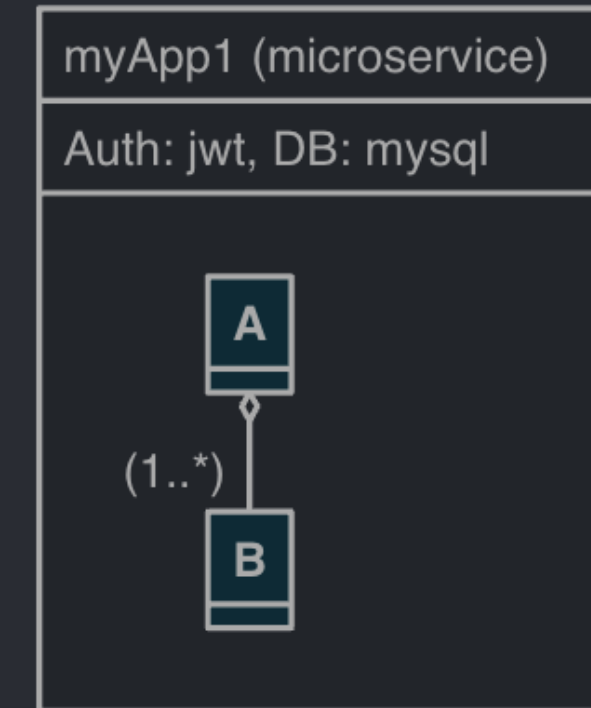 myApp1 (microservice)
Auth: jwt, DB: mysql
A
(1..*)
B